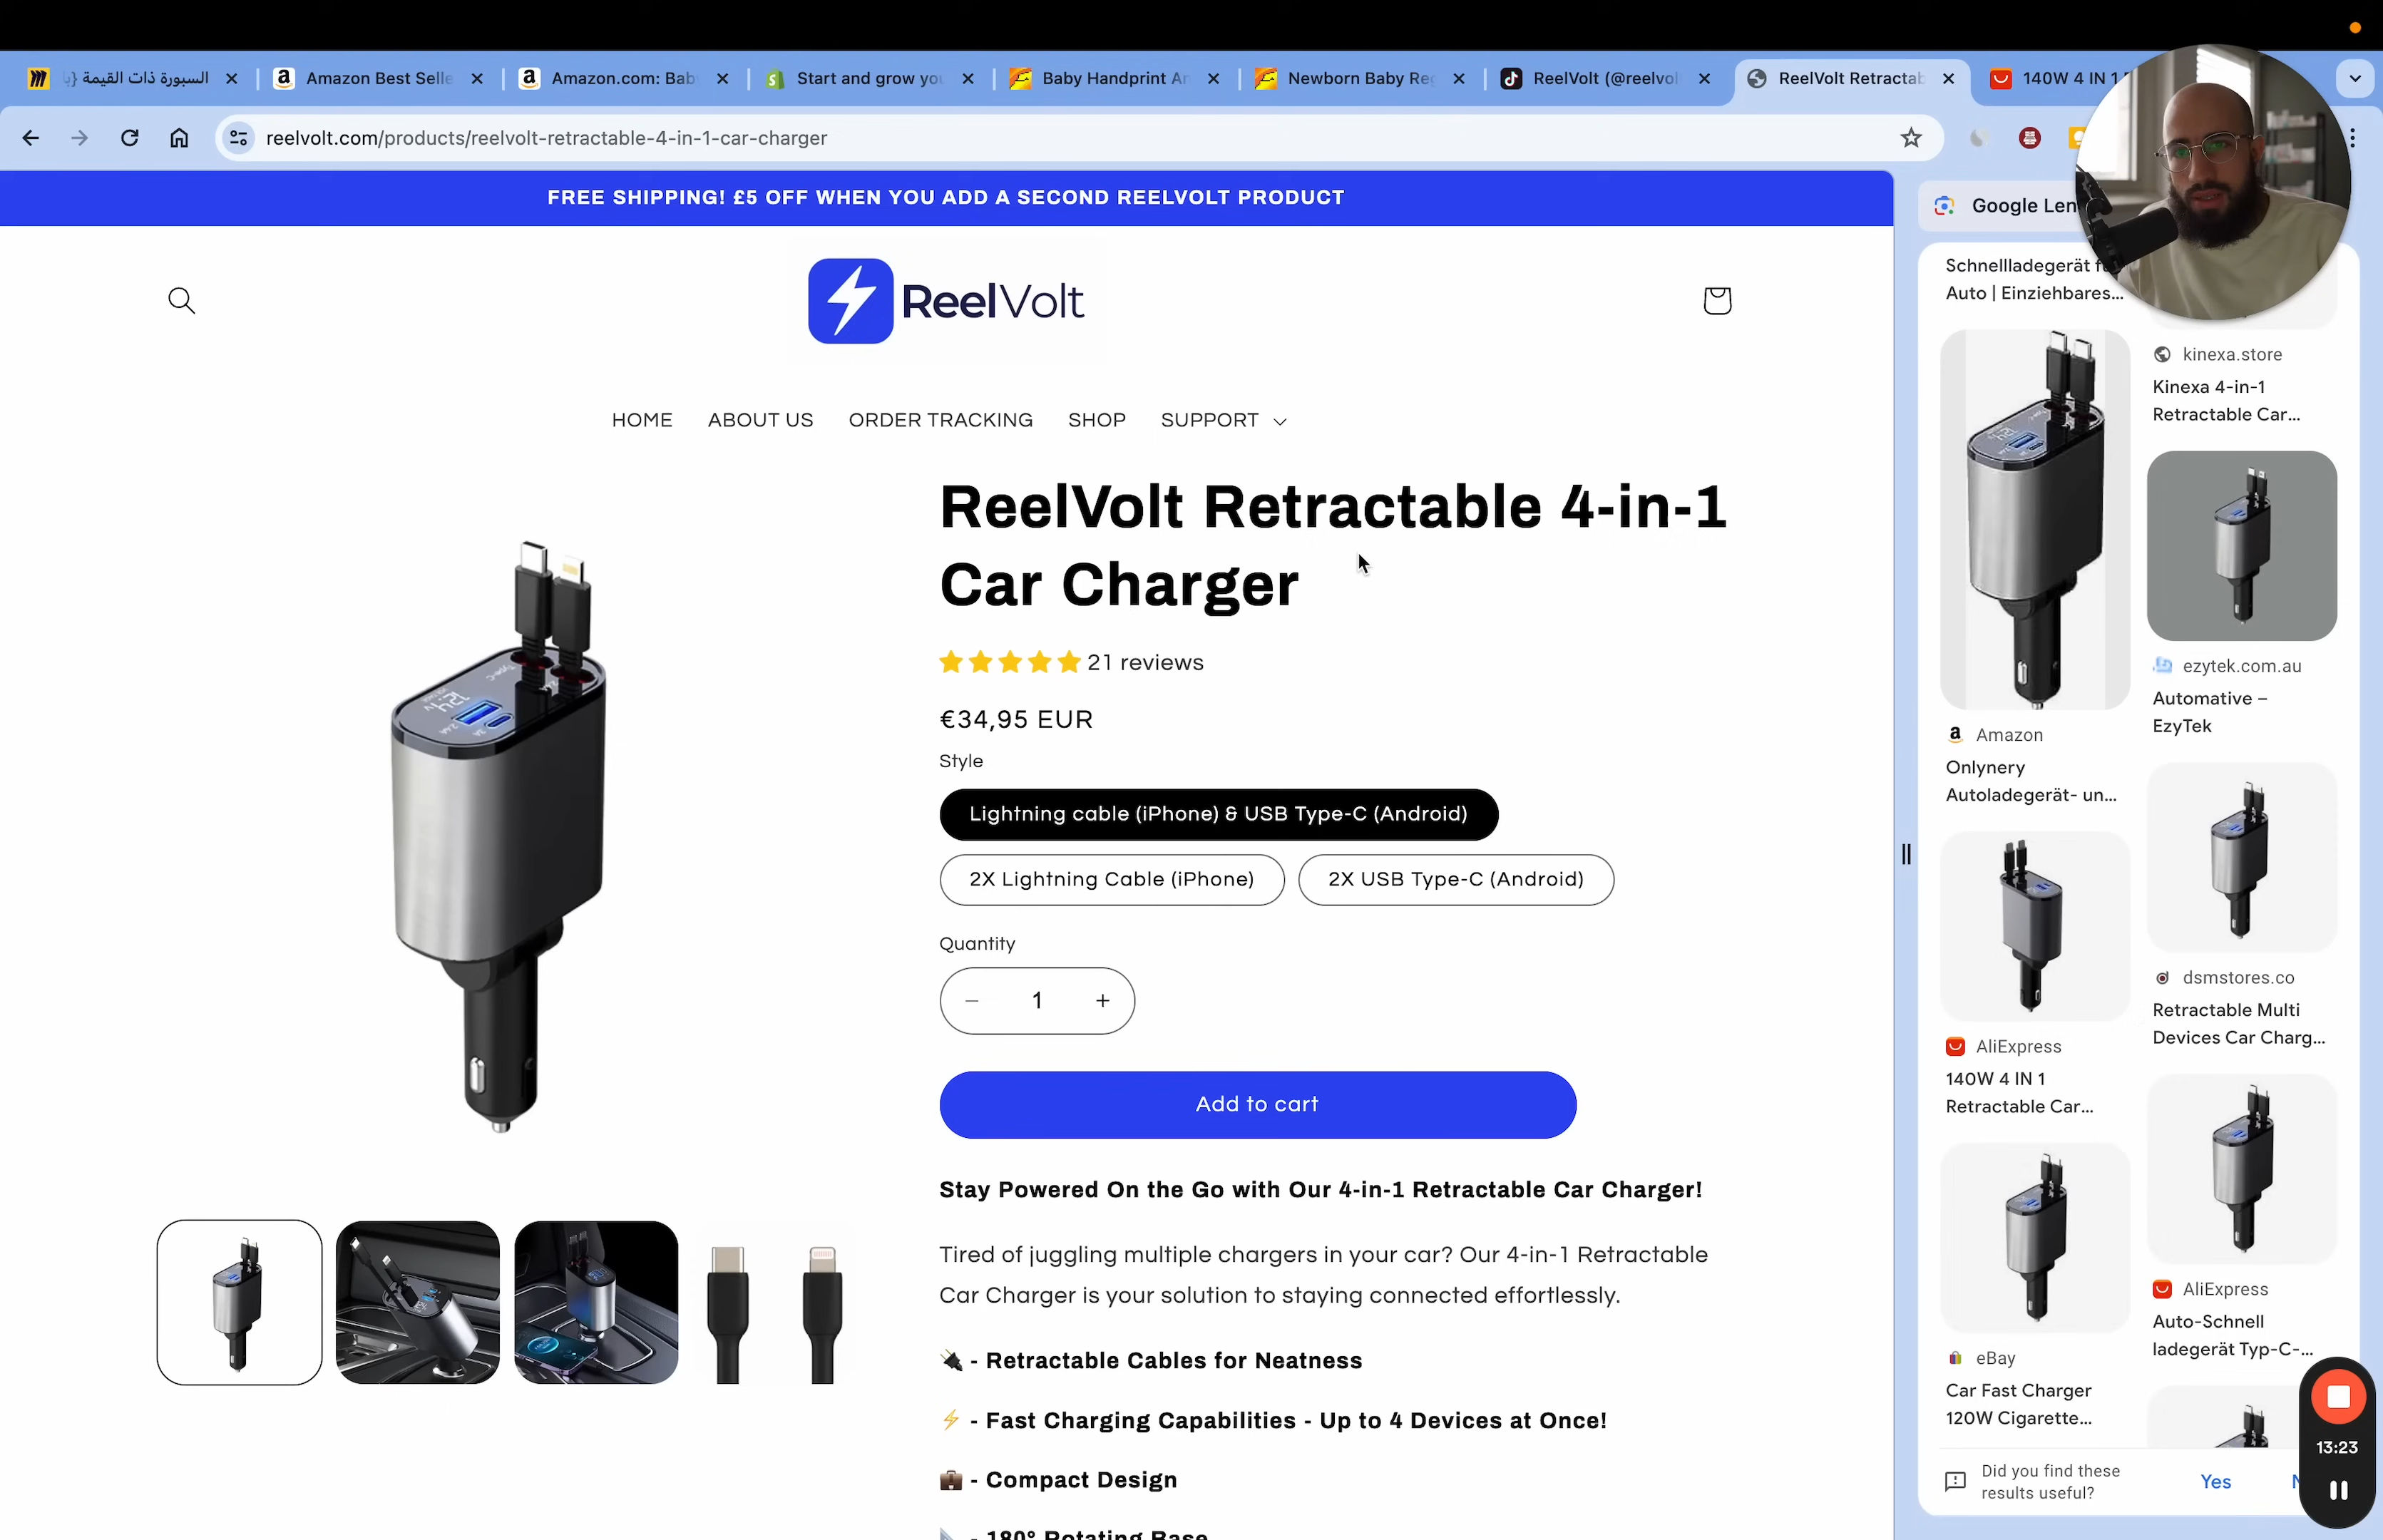 السبورة ذات القيمة {با
Amazon Best Selle
Amazon.com: Bab
Start and grow you
Baby Handprint Ar
Newborn Baby Reg
ReelVolt (@reelvol
ReelVolt Retractab
140W 4 IN 1
reelvolt.com/products/reelvolt-retractable-4-in-1-car-charger
FREE SHIPPING! £5 OFF WHEN YOU ADD A SECOND REELVOLT PRODUCT
ReelVolt
HOME ABOUT US ORDER TRACKING SHOP SUPPORT
ReelVolt Retractable 4-in-1
Car Charger
21 reviews
€34,95 EUR
Style
Lightning cable (iPhone) & USB Type-C (Android)
2X Lightning Cable (iPhone)
2X USB Type-C (Android)
Quantity
1
Add to cart
Stay Powered On the Go with Our 4-in-1 Retractable Car Charger!
Tired of juggling multiple chargers in your car? Our 4-in-1 Retractable
Car Charger is your solution to staying connected effortlessly.
- Retractable Cables for Neatness
- Fast Charging Capabilities - Up to 4 Devices at Once!
- Compact Design
- 180° Rotating Base
Google Len
Schnellladegerät f
Auto | Einziehbares...
Amazon
Onlynery
Autoladegerät- un...
AliExpress
140W 4 IN 1
Retractable Car...
eBay
Car Fast Charger
120W Cigarette...
kinexa.store
Kinexa 4-in-1
Retractable Car...
ezytek.com.au
Automative –
EzyTek
dsmstores.co
Retractable Multi
Devices Car Charg...
AliExpress
Auto-Schnell
ladegerät Typ-C-...
Did you find these
results useful?
Yes
13:23